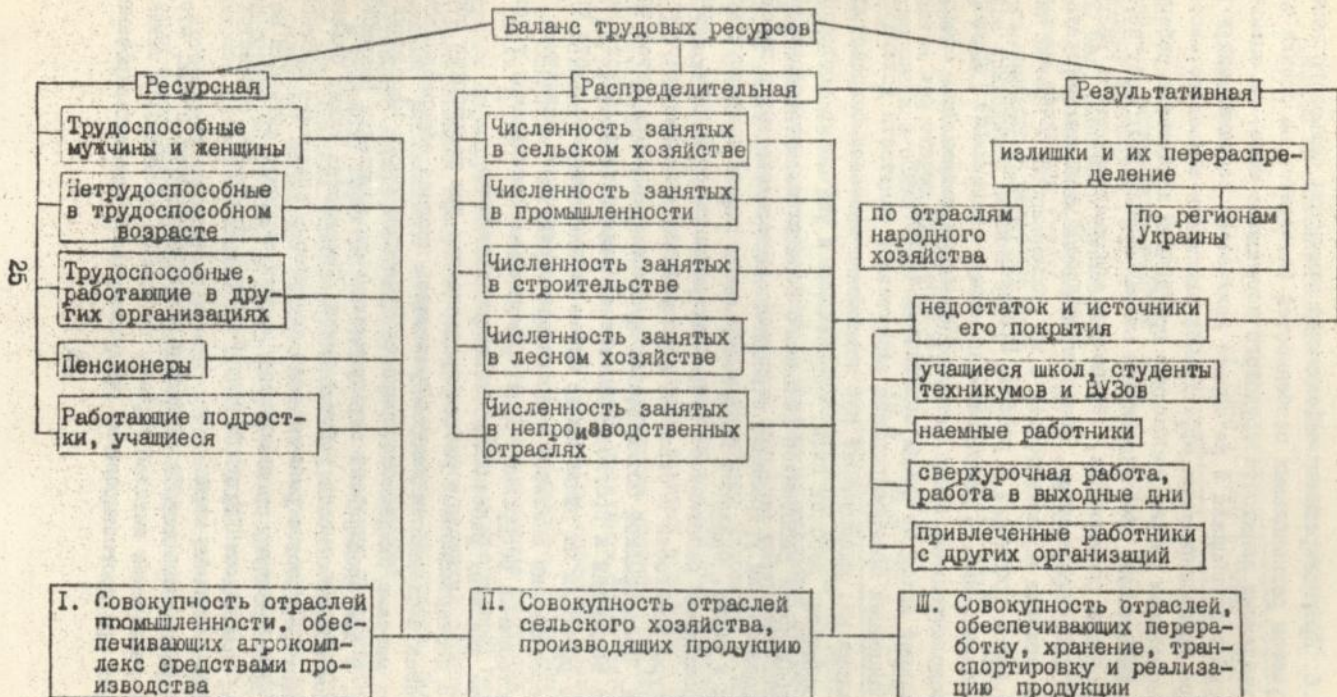 Баланс трудовых ресурсов
Ресурсная
Трудоспособные
мужчины и женщины
Нетрудоспособные
в трудоспособном
возрасте
Трудоспособные,
работающие в дру-
гих организациях
Пенсионеры
Работающие подрост-
ки, учащиеся
Распределительная
Численность занятых
в сельском хозяйстве
Численность занятых
в промышленности
Численность занятых
в строительстве
Численность занятых
в лесном хозяйстве
Численность занятых
в непроизводственных
отраслях
Результативная
излишки и их перераспре-
деление
по отраслям
народного
хозяйства
по регионам
Украины
недостаток и источники
его покрытия
учащиеся школ, студенты
техникумов и ВУЗов
наемные работники
сверхурочная работа,
работа в выходные дни
привлеченные работники
с других организаций
I. Совокупность отраслей
промышленности, обес-
печивающих агрокомп-
лекс средствами про-
изводства
П. Совокупность отраслей
сельского хозяйства,
производящих продукцию
Ш. Совокупность отраслей,
обеспечивающих перера-
ботку, хранение, тран-
спортировку и реализа-
цию продукции
25